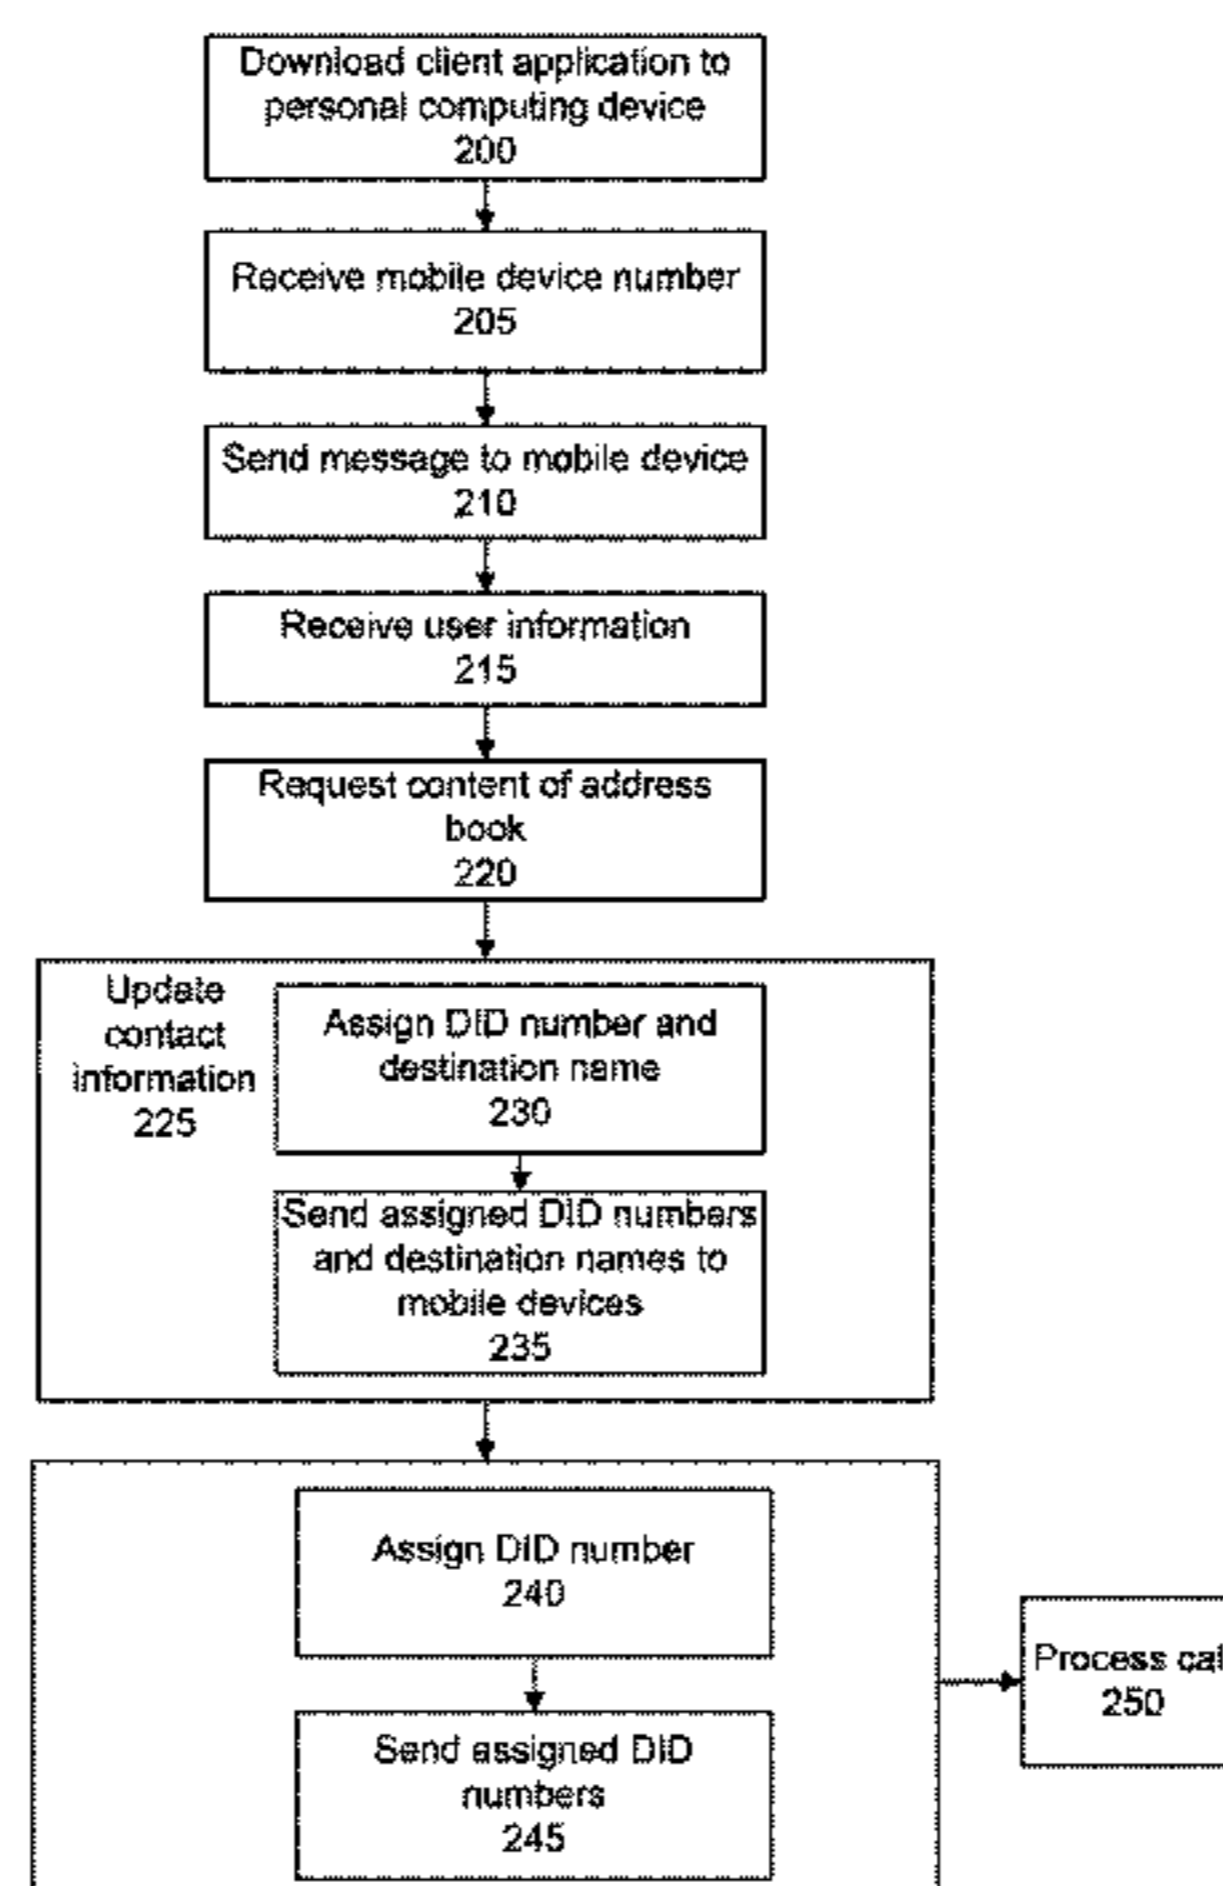 Download client application to
personal computing device
200
Receive mobile device number
205
Send message to mobile device
210
Receive user information
215
Request content of address
book
220
Update
contact
information
225
Assign DID number and
destination name
230
Send assigned DID numbers
and destination names to
mobile devices
235
Assign DID number
240
Send assigned DID
numbers
245
Process
250